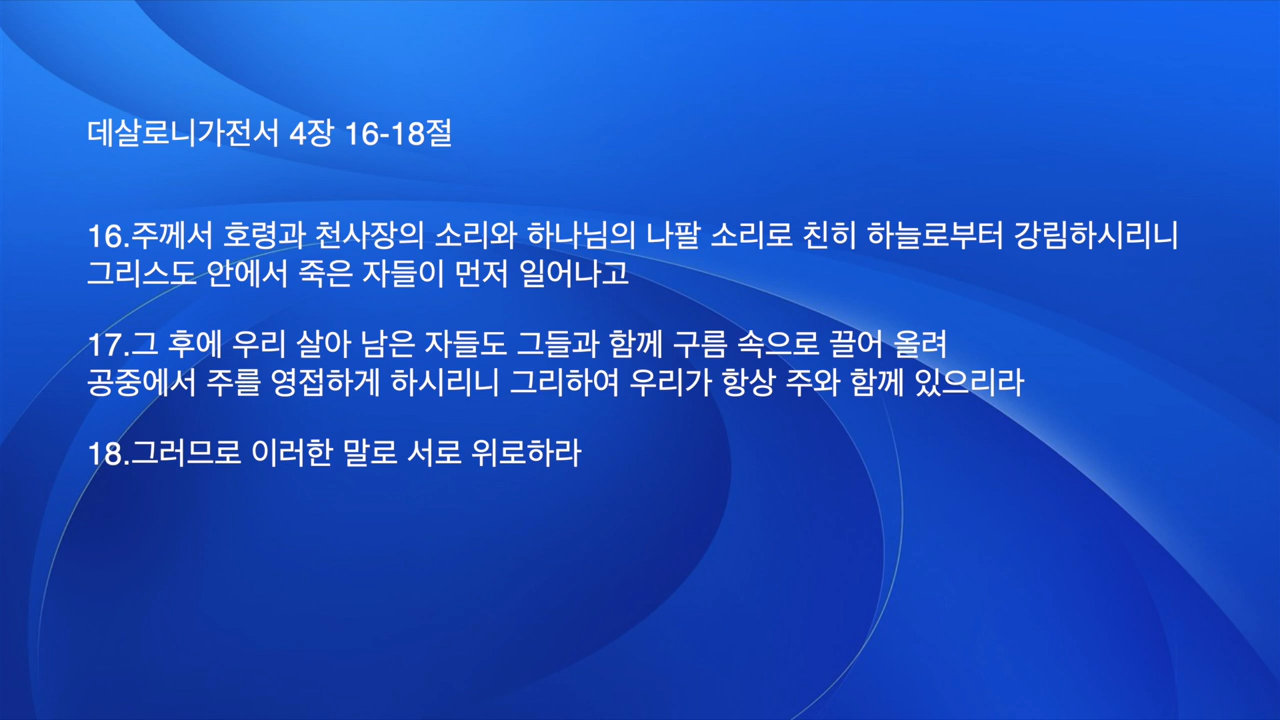 데살로니가전서 4장 16-18절
16.주께서 호령과 천사장의 소리와 하나님의 나팔 소리로 친히 하늘로부터 강림하시리니
그리스도 안에서 죽은 자들이 먼저 일어나고
17.그 후에 우리 살아 남은 자들도 그들과 함께 구름 속으로 끌어 올려
공중에서 주를 영접하게 하시리니 그리하여 우리가 항상 주와 함께 있으리라
18.그러므로 이러한 말로 서로 위로하라